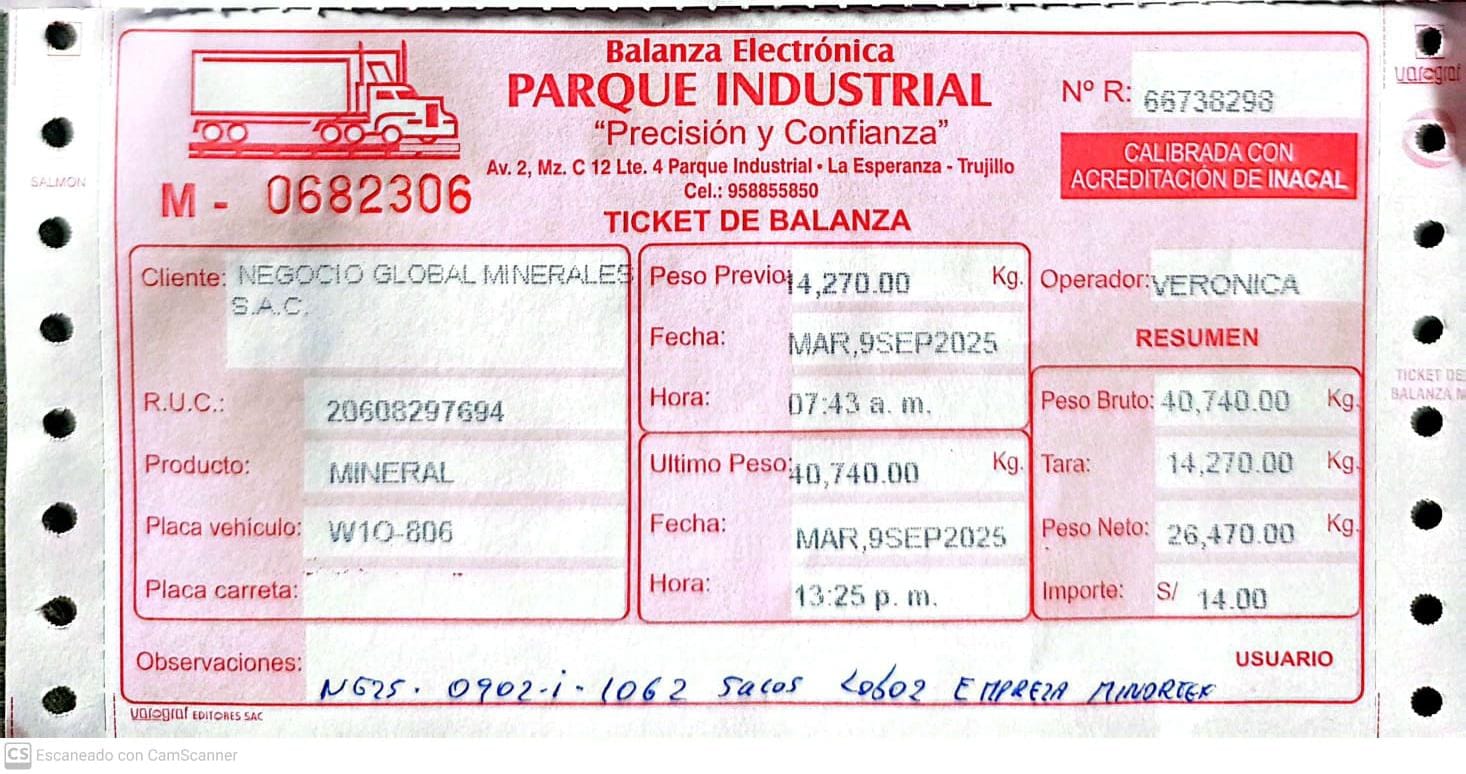 Balanza Electrónica
PARQUE INDUSTRIAL
“Precisión y Confianza”
Av. 2, Mz. C 12 Lte. 4 Parque Industrial • La Esperanza - Trujillo
Cel.: 958855850
TICKET DE BALANZA
M - 0682306
Nº R: 66738298
CALIBRADA CON
ACREDITACIÓN DE INACAL
Cliente: NEGOCIO GLOBAL MINERALES
S.A.C.
R.U.C.: 20608297694
Producto: MINERAL
Placa vehículo: W1O-806
Placa carreta:
Peso Previo: 14,270.00 Kg.
Fecha: MAR,9SEP2025
Hora: 07:43 a. m.
Ultimo Peso: 40,740.00 Kg.
Fecha: MAR,9SEP2025
Hora: 13:25 p. m.
Operador: VERONICA
RESUMEN
Peso Bruto: 40,740.00 Kg.
Tara: 14,270.00 Kg.
Peso Neto: 26,470.00 Kg.
Importe: S/ 14.00
Observaciones: NG25. 0902-i-1062 sacos EMPREZA MINORTEK
USUARIO
varograf EDITORES SAC
SALMON
varograf
TICKET DE
BALANZA
CS Escaneado con CamScanner